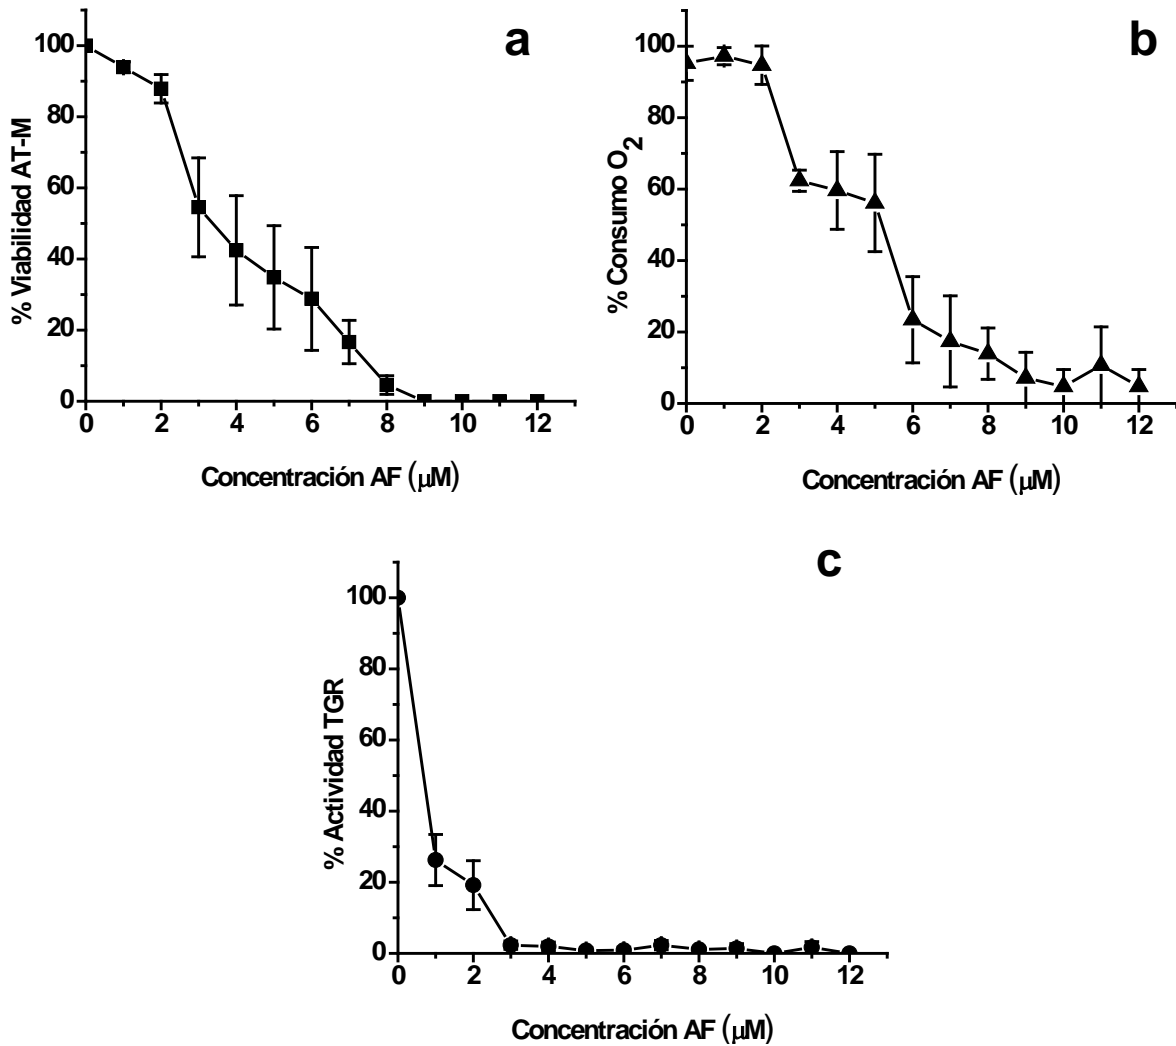 a
100
80
60
40
20
0
% Viabilidad AT-M
0 2 4 6 8 10 12
Concentración AF (μM)
b
100
80
60
40
20
0
% Consumo O2
0 2 4 6 8 10 12
Concentración AF (μM)
c
100
80
60
40
20
0
% Actividad TGR
0 2 4 6 8 10 12
Concentración AF (μM)